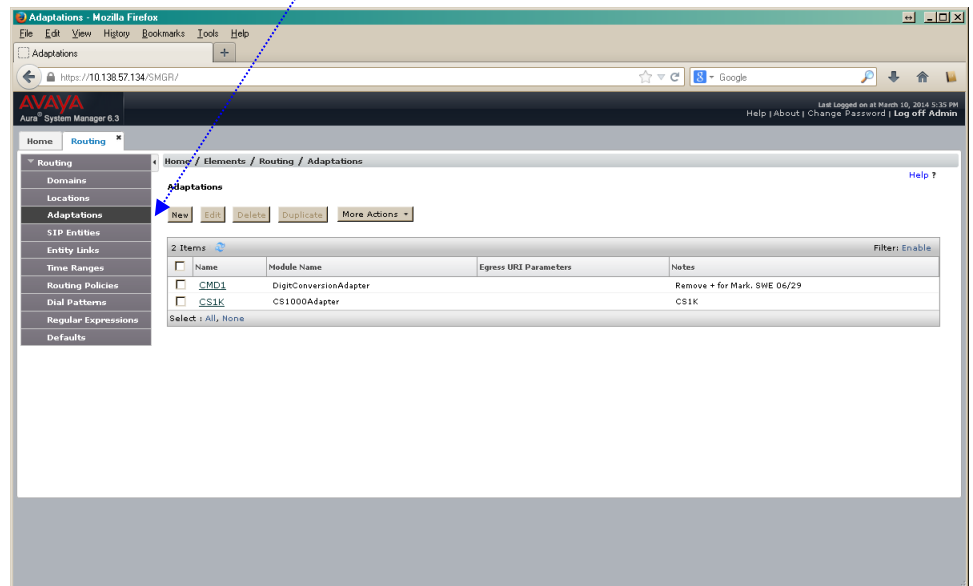 Adaptations - Mozilla Firefox
File Edit View History Bookmarks Tools Help
Adaptations +
https://10.138.57.134/SMGR/
Google
AVAYA
Aura® System Manager 6.3
Last Logged on at March 10, 2014 5:35 PM
Help | About | Change Password | Log off Admin
Home Routing ×
Routing
Domains
Locations
Adaptations
SIP Entities
Entity Links
Time Ranges
Routing Policies
Dial Patterns
Regular Expressions
Defaults
Home / Elements / Routing / Adaptations
Help ?
Adaptations
New Edit Delete Duplicate More Actions
2 Items
Filter: Enable
Name Module Name Egress URI Parameters Notes
CMD1 DigitConversionAdapter Remove + for Mark. SWE 06/29
CS1K CS1000Adapter CS1K
Select : All, None